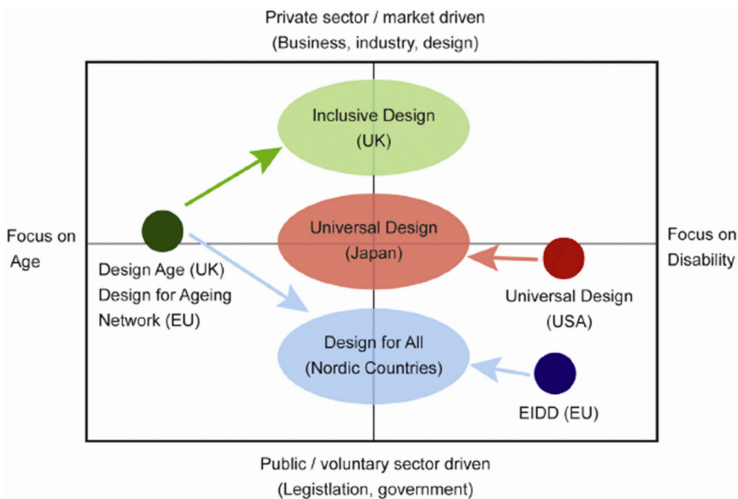 Private sector / market driven
(Business, industry, design)
Inclusive Design
(UK)
Focus on
Age
Universal Design
(Japan)
Focus on
Disability
Design Age (UK)
Design for Ageing
Network (EU)
Universal Design
(USA)
Design for All
(Nordic Countries)
EIDD (EU)
Public / voluntary sector driven
(Legistlation, government)